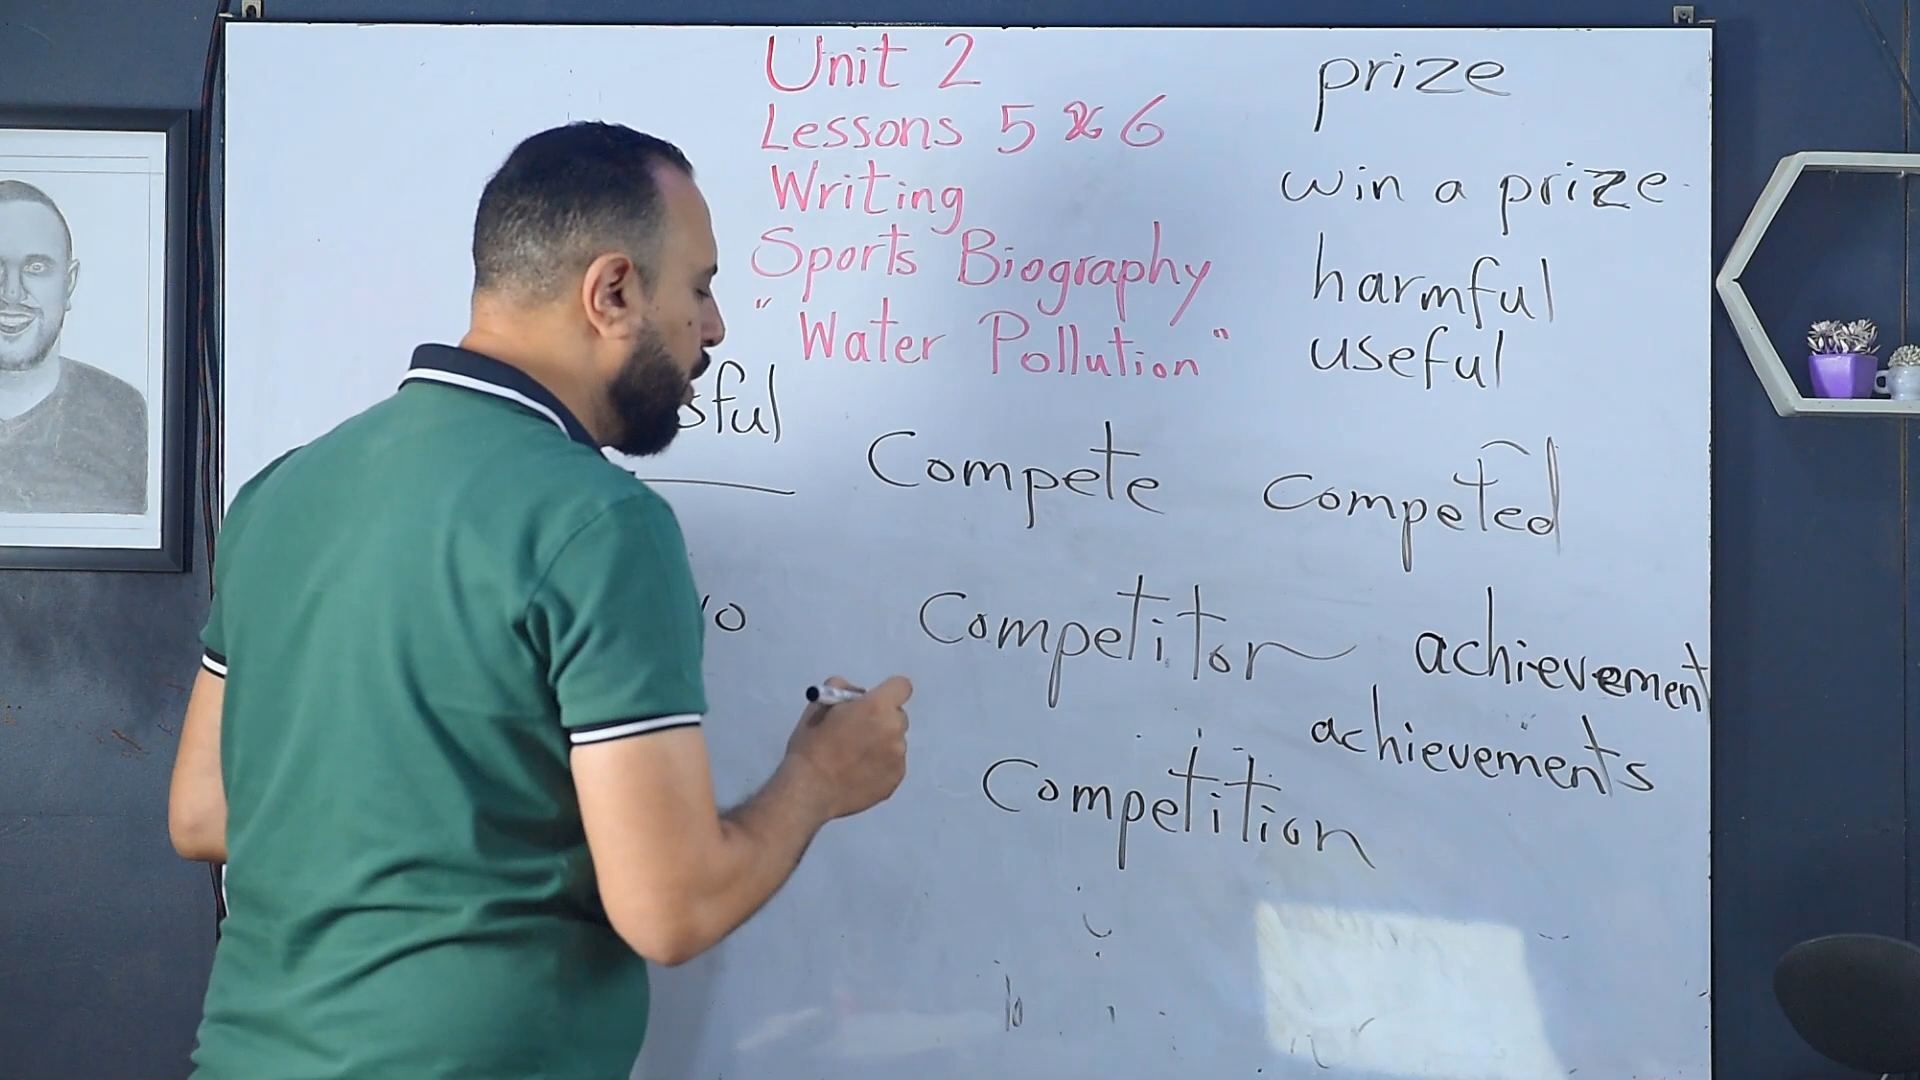 Unit 2
Lessons 5 & 6
Writing
Sports Biography
"Water Pollution"
prize
win a prize
harmful
useful
Compete competed
Competitor achievement
achievements
Competition